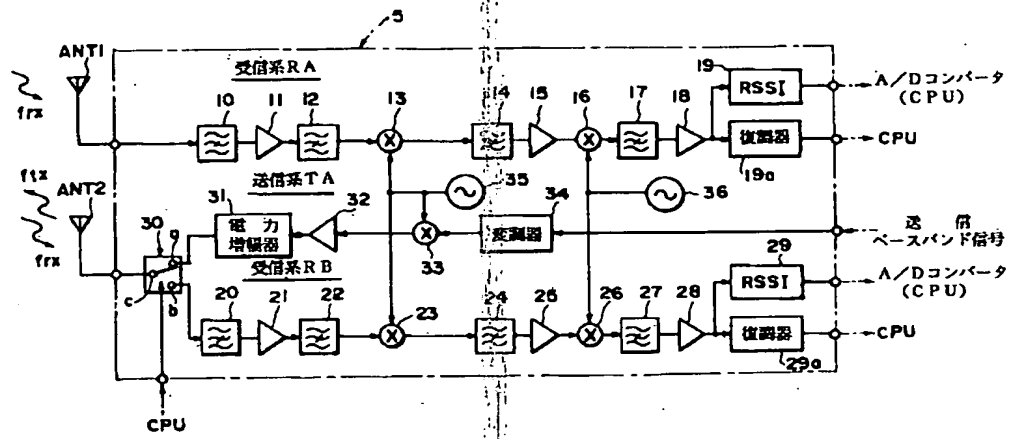 5
ANT1
受信系RA
frx
10
11
12
13
14
15
16
17
18
19
RSSI
A/Dコンバータ
(CPU)
復調器
CPU
19a
ftx
ANT2
frx
送信系TA
30
a
c
b
31
電力
増幅器
32
33
34
変調器
35
36
送信
ベースバンド信号
受信系RB
20
21
22
23
24
25
26
27
28
29
RSSI
A/Dコンバータ
(CPU)
復調器
CPU
29a
CPU